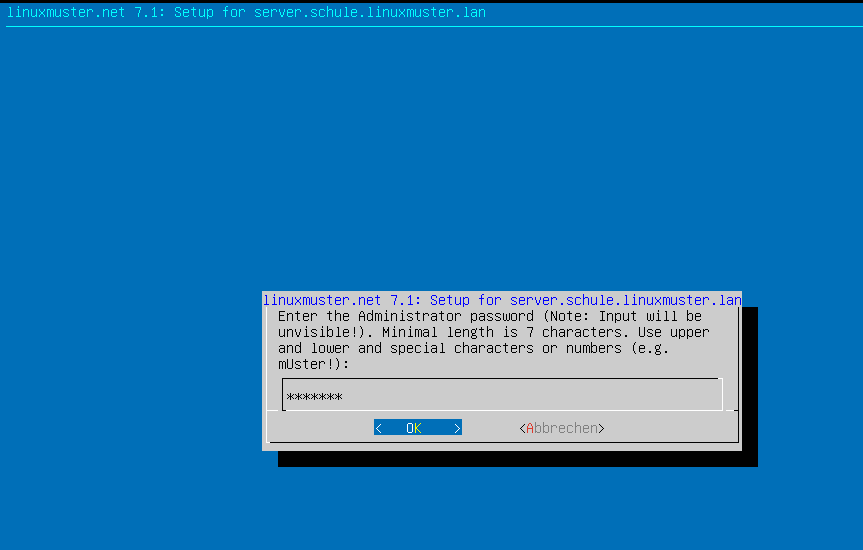 linuxmuster.net 7.1: Setup for server.schule.linuxmuster.lan
linuxmuster.net 7.1: Setup for server.schule.linuxmuster.lan
Enter the Administrator password (Note: Input will be
unvisible!). Minimal length is 7 characters. Use upper
and lower and special characters or numbers (e.g.
mUster!):
*******
<   OK   > <Abbrechen>